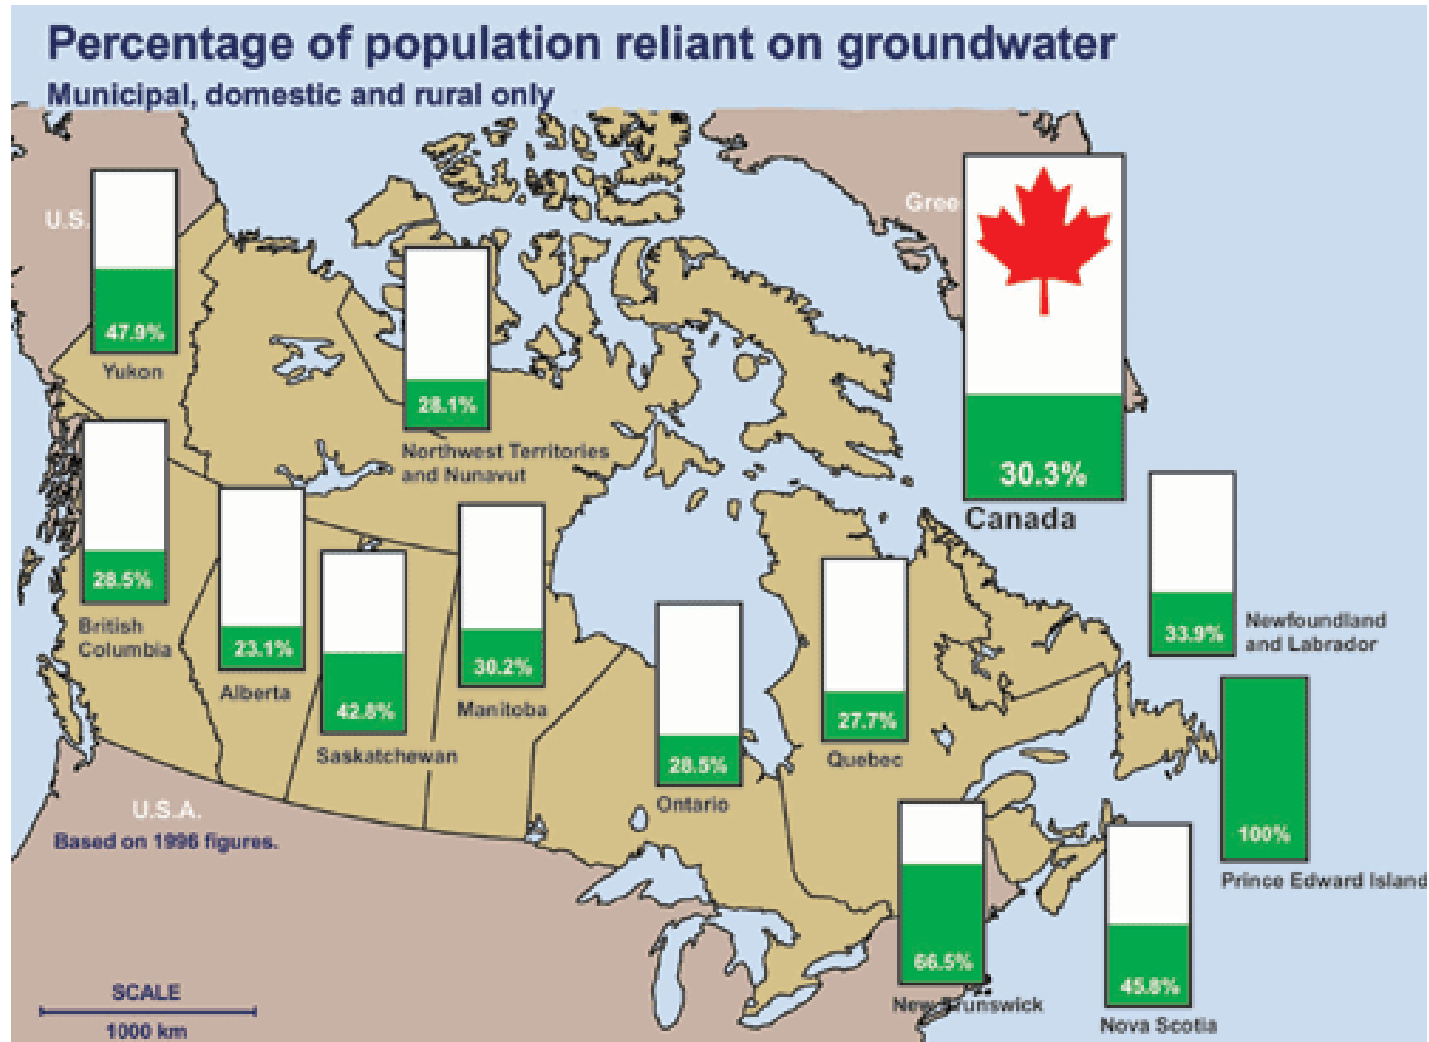 Percentage of population reliant on groundwater
Municipal, domestic and rural only
U.S.
47.9%
Yukon
28.1%
Northwest Territories
and Nunavut
Gree
30.3%
Canada
28.5%
British
Columbia
23.1%
Alberta
42.8%
Saskatchewan
30.2%
Manitoba
28.5%
Ontario
27.7%
Quebec
33.9%
Newfoundland
and Labrador
100%
Prince Edward Island
66.5%
New Brunswick
45.8%
Nova Scotia
U.S.A.
Based on 1996 figures.
SCALE
1000 km